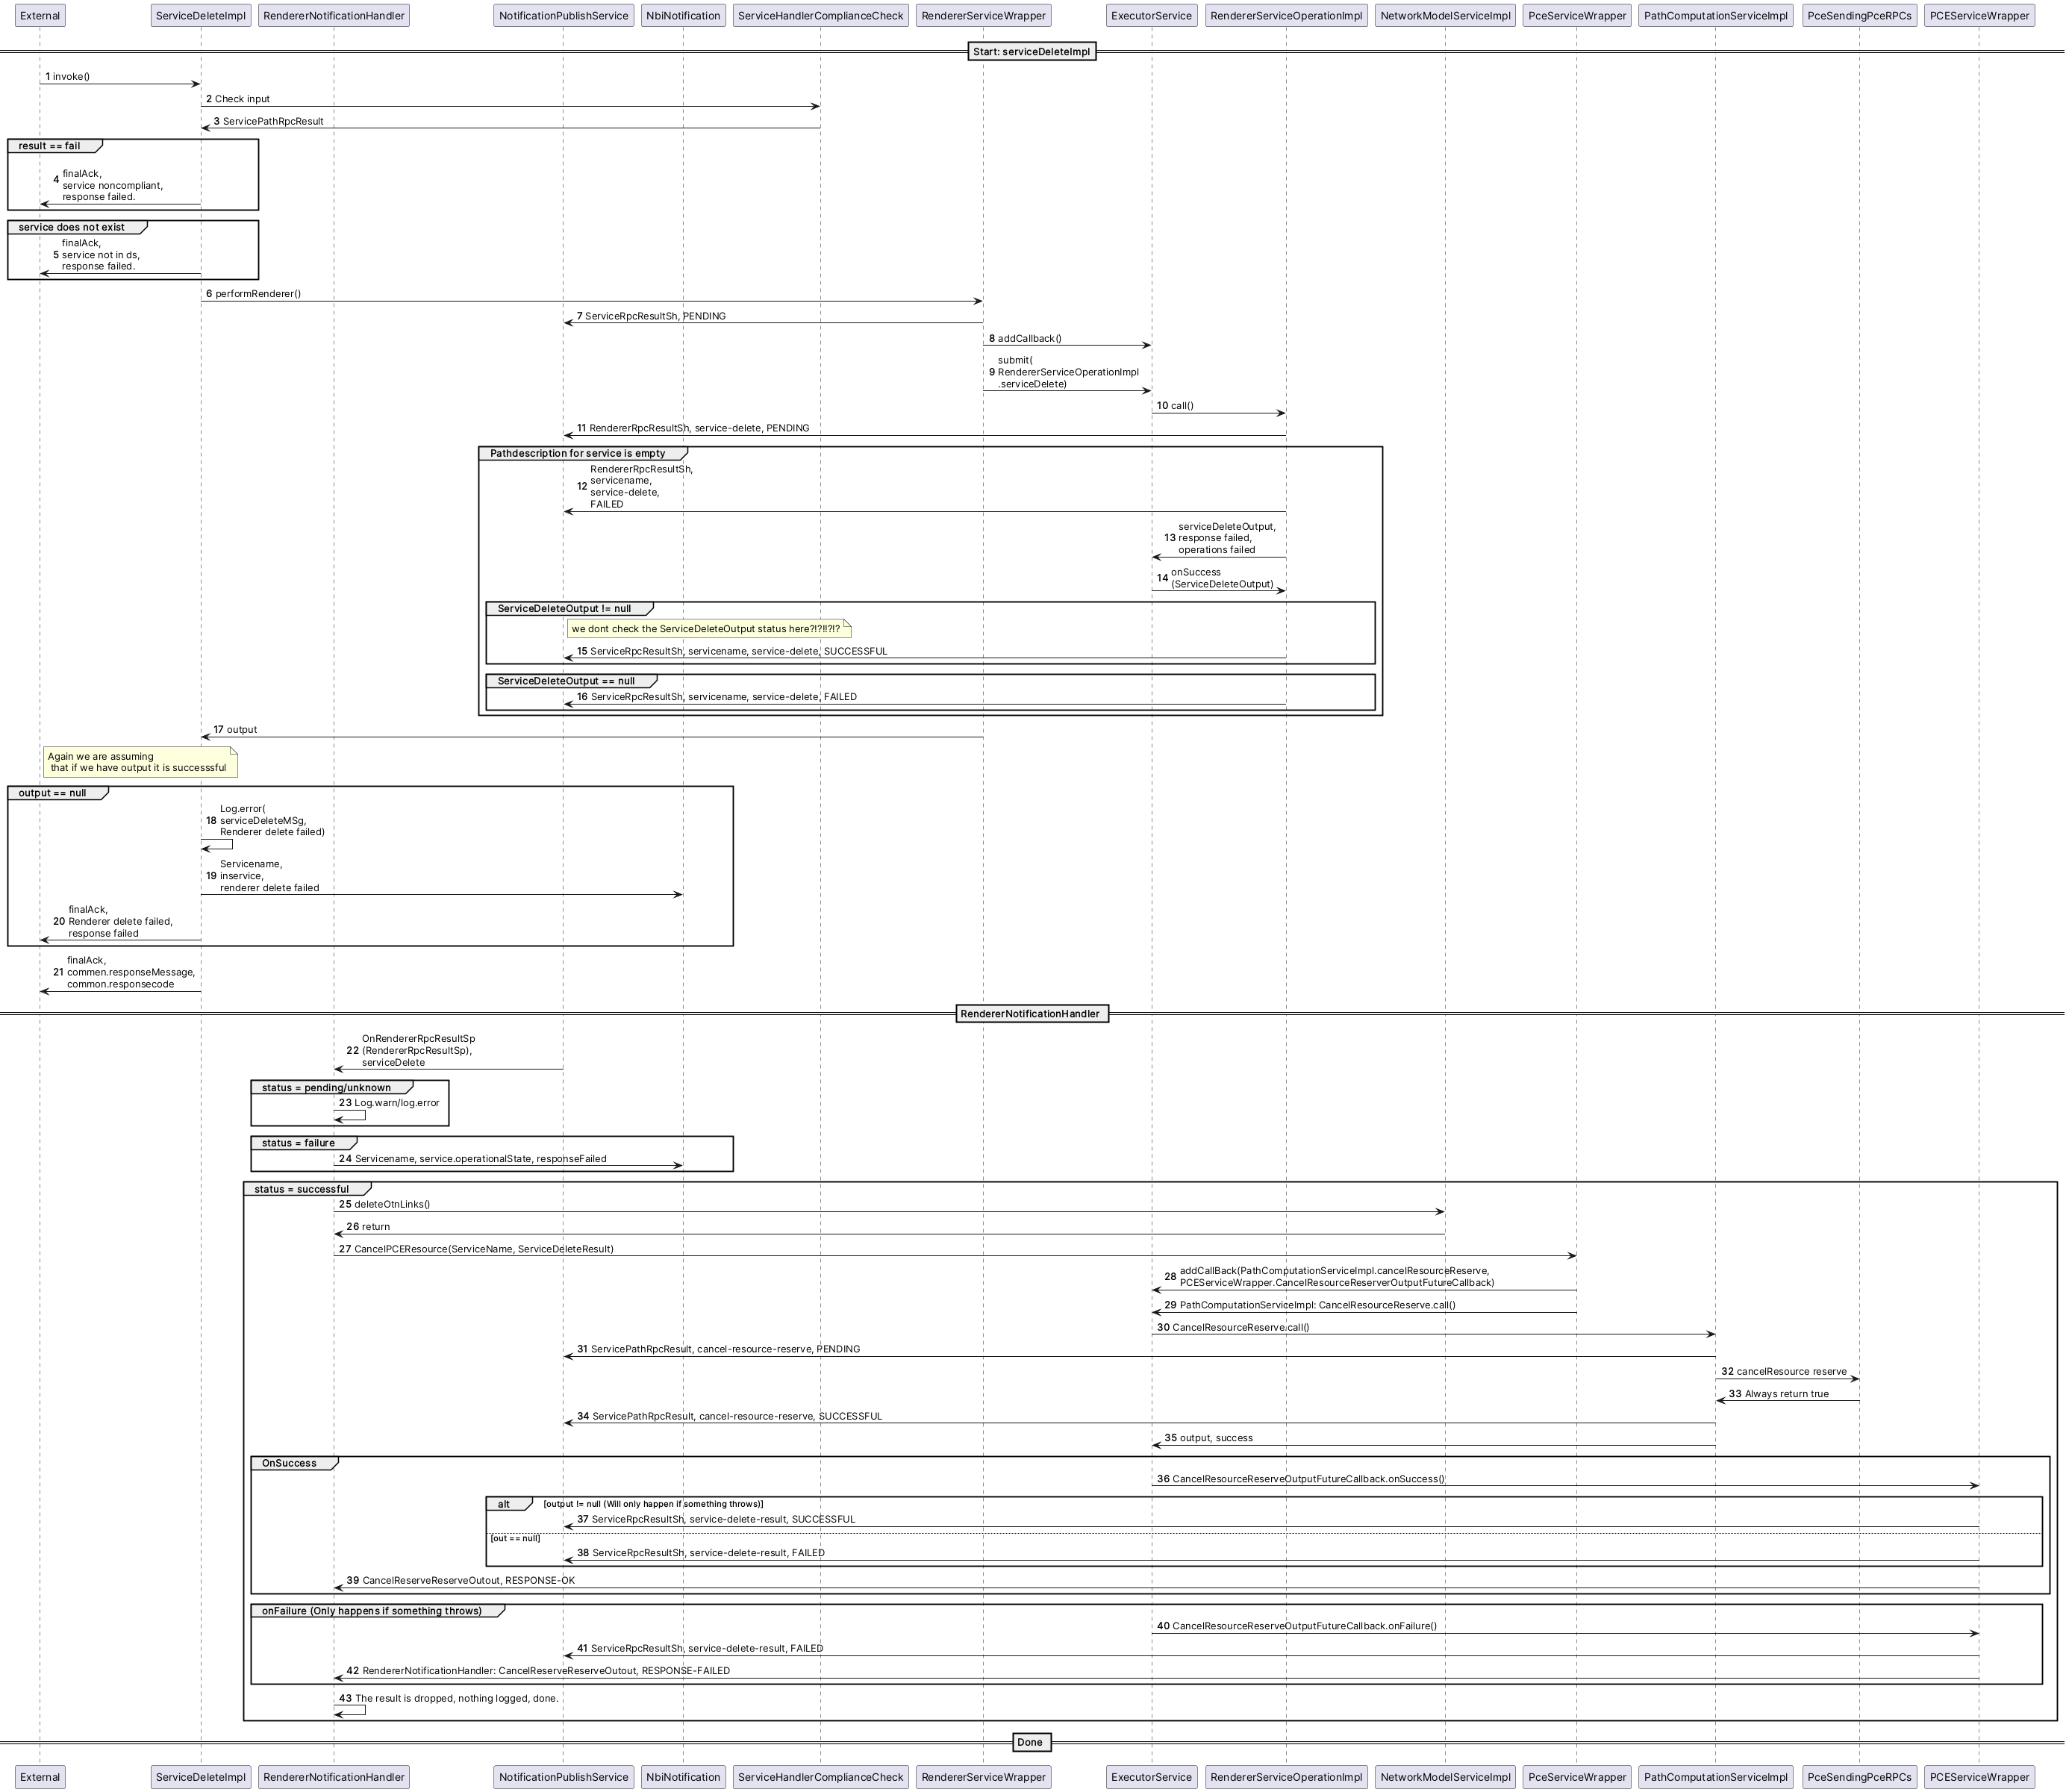 External ServiceDeleteImpl RendererNotificationHandler NotificationPublishService NbiNotification ServiceHandlerComplianceCheck RendererServiceWrapper ExecutorService RendererServiceOperationImpl NetworkModelServiceImpl PceServiceWrapper PathComputationServiceImpl PceSendingPceRPCs PCEServiceWrapper
Start: serviceDeleteImpl
1 invoke()
2 Check input
3 ServicePathRpcResult
result == fail
4 finalAck,
service noncompliant,
response failed.
service does not exist
5 finalAck,
service not in ds,
response failed.
6 performRenderer()
7 ServiceRpcResultSh, PENDING
8 addCallback()
9 submit(
RendererServiceOperationImpl
.serviceDelete)
10 call()
11 RendererRpcResultSh, service-delete, PENDING
Pathdescription for service is empty
12 RendererRpcResultSh,
servicename,
service-delete,
FAILED
13 serviceDeleteOutput,
response failed,
operations failed
14 onSuccess
(ServiceDeleteOutput)
ServiceDeleteOutput != null
we dont check the ServiceDeleteOutput status here?!?!!?!?
15 ServiceRpcResultSh, servicename, service-delete, SUCCESSFUL
ServiceDeleteOutput == null
16 ServiceRpcResultSh, servicename, service-delete, FAILED
17 output
Again we are assuming
that if we have output it is successsful
output == null
18 Log.error(
serviceDeleteMSg,
Renderer delete failed)
19 Servicename,
inservice,
renderer delete failed
20 finalAck,
Renderer delete failed,
response failed
21 finalAck,
commen.responseMessage,
common.responsecode
RendererNotificationHandler
22 OnRendererRpcResultSp
(RendererRpcResultSp),
serviceDelete
status = pending/unknown
23 Log.warn/log.error
status = failure
24 Servicename, service.operationalState, responseFailed
status = successful
25 deleteOtnLinks()
26 return
27 CancelPCEResource(ServiceName, ServiceDeleteResult)
28 addCallBack(PathComputationServiceImpl.cancelResourceReserve,
PCEServiceWrapper.CancelResourceReserverOutputFutureCallback)
29 PathComputationServiceImpl: CancelResourceReserve.call()
30 CancelResourceReserve.call()
31 ServicePathRpcResult, cancel-resource-reserve, PENDING
32 cancelResource reserve
33 Always return true
34 ServicePathRpcResult, cancel-resource-reserve, SUCCESSFUL
35 output, success
OnSuccess
36 CancelResourceReserveOutputFutureCallback.onSuccess()
alt [output != null (Will only happen if something throws)]
37 ServiceRpcResultSh, service-delete-result, SUCCESSFUL
[out == null]
38 ServiceRpcResultSh, service-delete-result, FAILED
39 CancelReserveReserveOutout, RESPONSE-OK
onFailure (Only happens if something throws)
40 CancelResourceReserveOutputFutureCallback.onFailure()
41 ServiceRpcResultSh, service-delete-result, FAILED
42 RendererNotificationHandler: CancelReserveReserveOutout, RESPONSE-FAILED
43 The result is dropped, nothing logged, done.
Done
External ServiceDeleteImpl RendererNotificationHandler NotificationPublishService NbiNotification ServiceHandlerComplianceCheck RendererServiceWrapper ExecutorService RendererServiceOperationImpl NetworkModelServiceImpl PceServiceWrapper PathComputationServiceImpl PceSendingPceRPCs PCEServiceWrapper